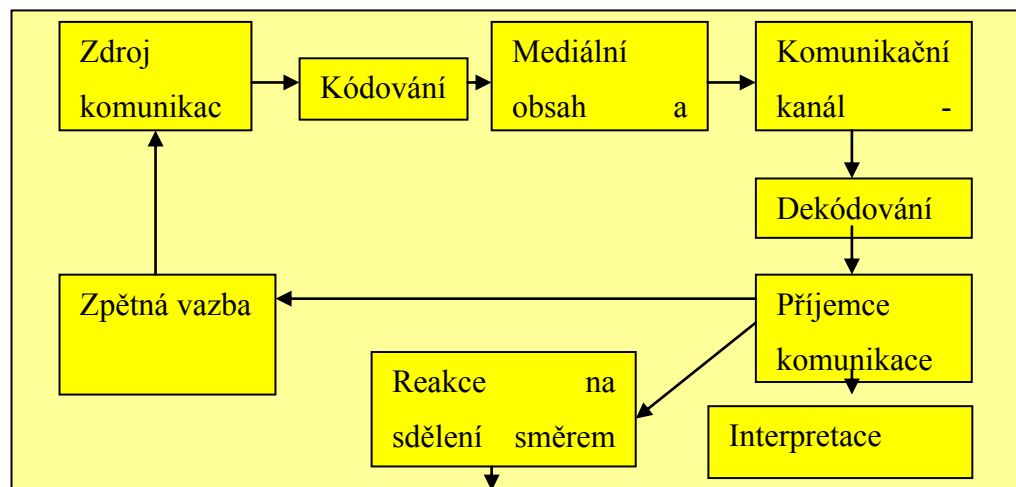 Zdroj
komunikac
Kódování
Mediální
obsah a
Komunikační
kanál -
Dekódování
Zpětná vazba
Příjemce
komunikace
Reakce na
sdělení směrem
Interpretace